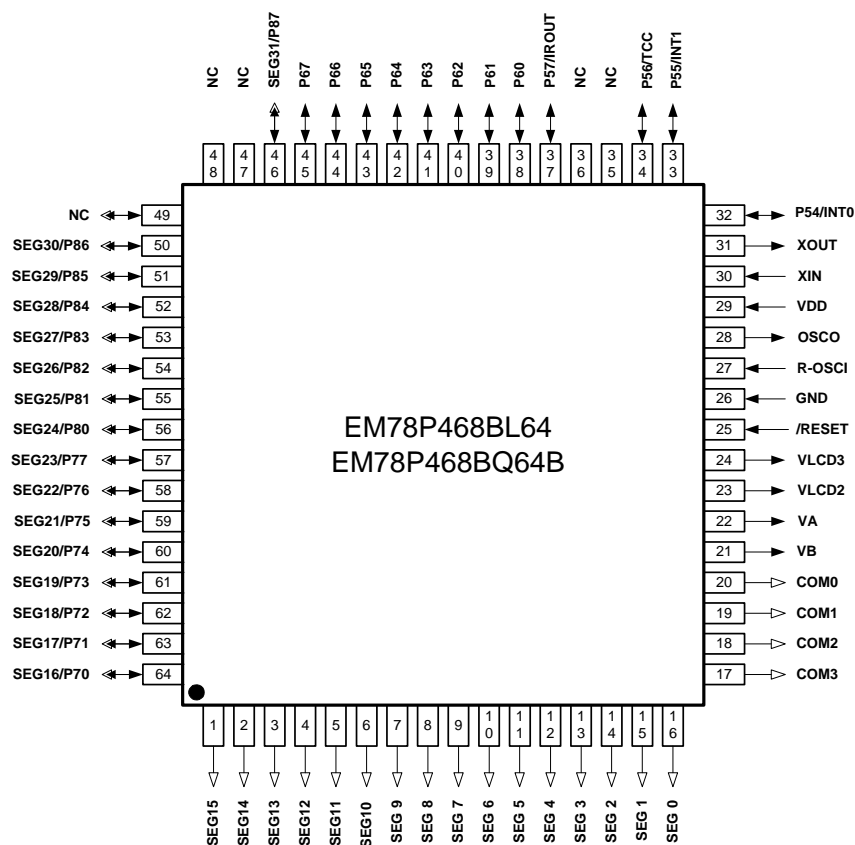 NC
NC
SEG31/P87
P67
P66
P65
P64
P63
P62
P61
P60
P57/IROUT
NC
NC
P56/TCC
P55/INT1
48
47
46
45
44
43
42
41
40
39
38
37
36
35
34
33
NC 49
SEG30/P86 50
SEG29/P85 51
SEG28/P84 52
SEG27/P83 53
SEG26/P82 54
SEG25/P81 55
SEG24/P80 56
SEG23/P77 57
SEG22/P76 58
SEG21/P75 59
SEG20/P74 60
SEG19/P73 61
SEG18/P72 62
SEG17/P71 63
SEG16/P70 64
EM78P468BL64
EM78P468BQ64B
32 P54/INT0
31 XOUT
30 XIN
29 VDD
28 OSCO
27 R-OSCI
26 GND
25 /RESET
24 VLCD3
23 VLCD2
22 VA
21 VB
20 COM0
19 COM1
18 COM2
17 COM3
1
2
3
4
5
6
7
8
9
10
11
12
13
14
15
16
SEG15
SEG14
SEG13
SEG12
SEG11
SEG10
SEG 9
SEG 8
SEG 7
SEG 6
SEG 5
SEG 4
SEG 3
SEG 2
SEG 1
SEG 0